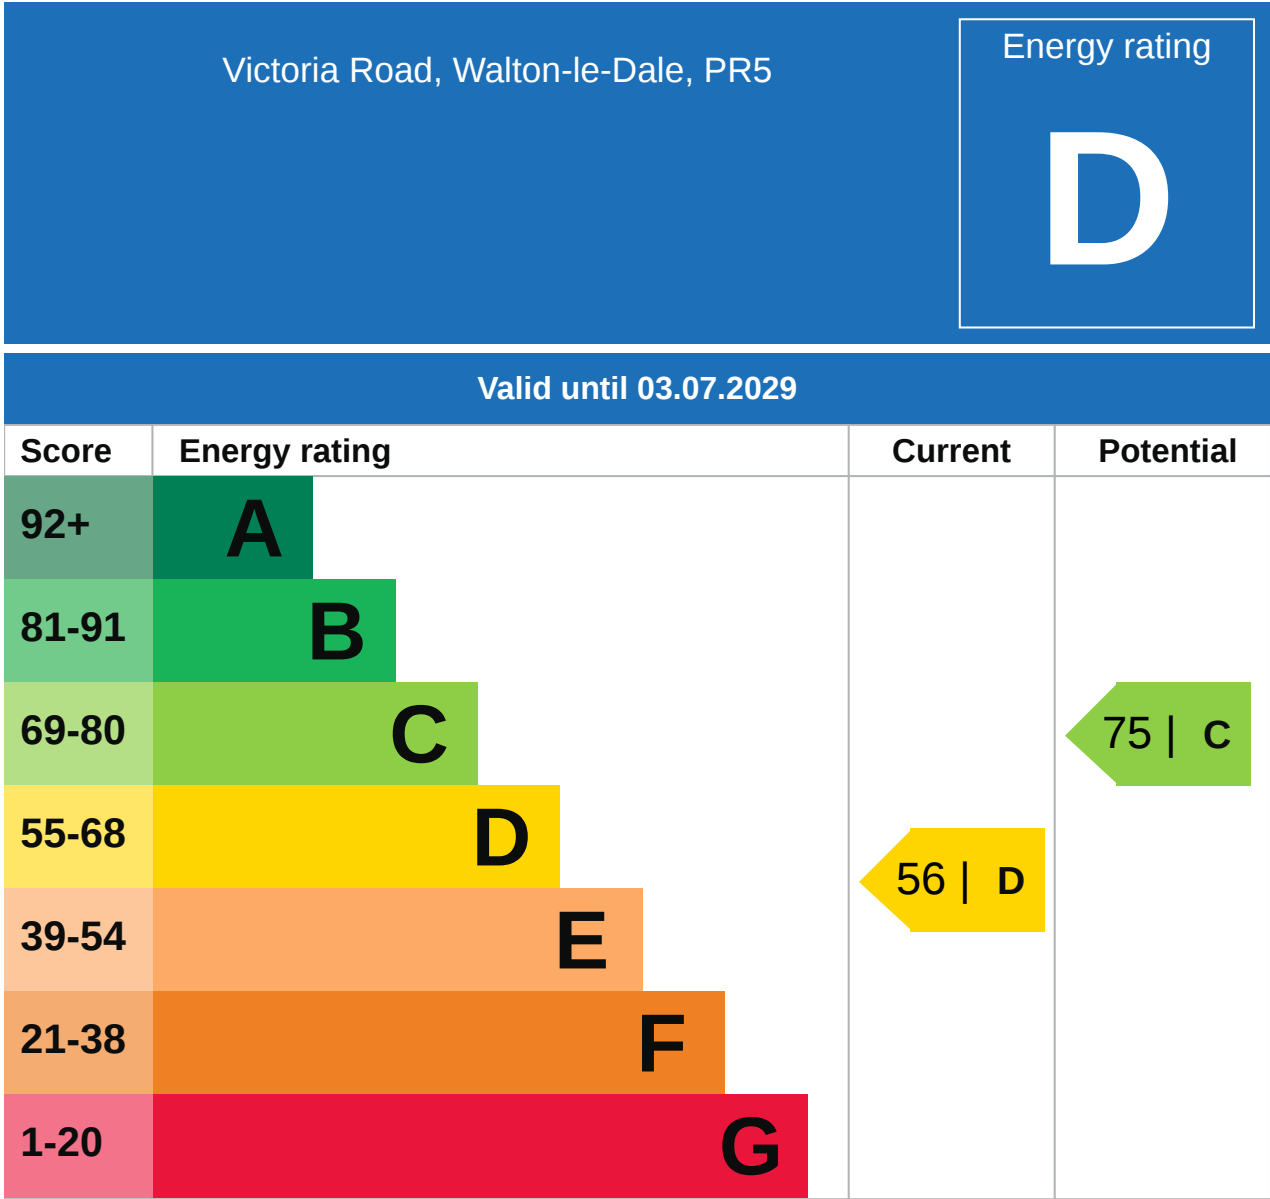 Victoria Road, Walton-le-Dale, PR5
Energy rating
D
Valid until 03.07.2029
Score Energy rating Current Potential
92+ A
81-91 B
69-80 C 75 | C
55-68 D
56 | D
39-54 E
21-38 F
1-20 G